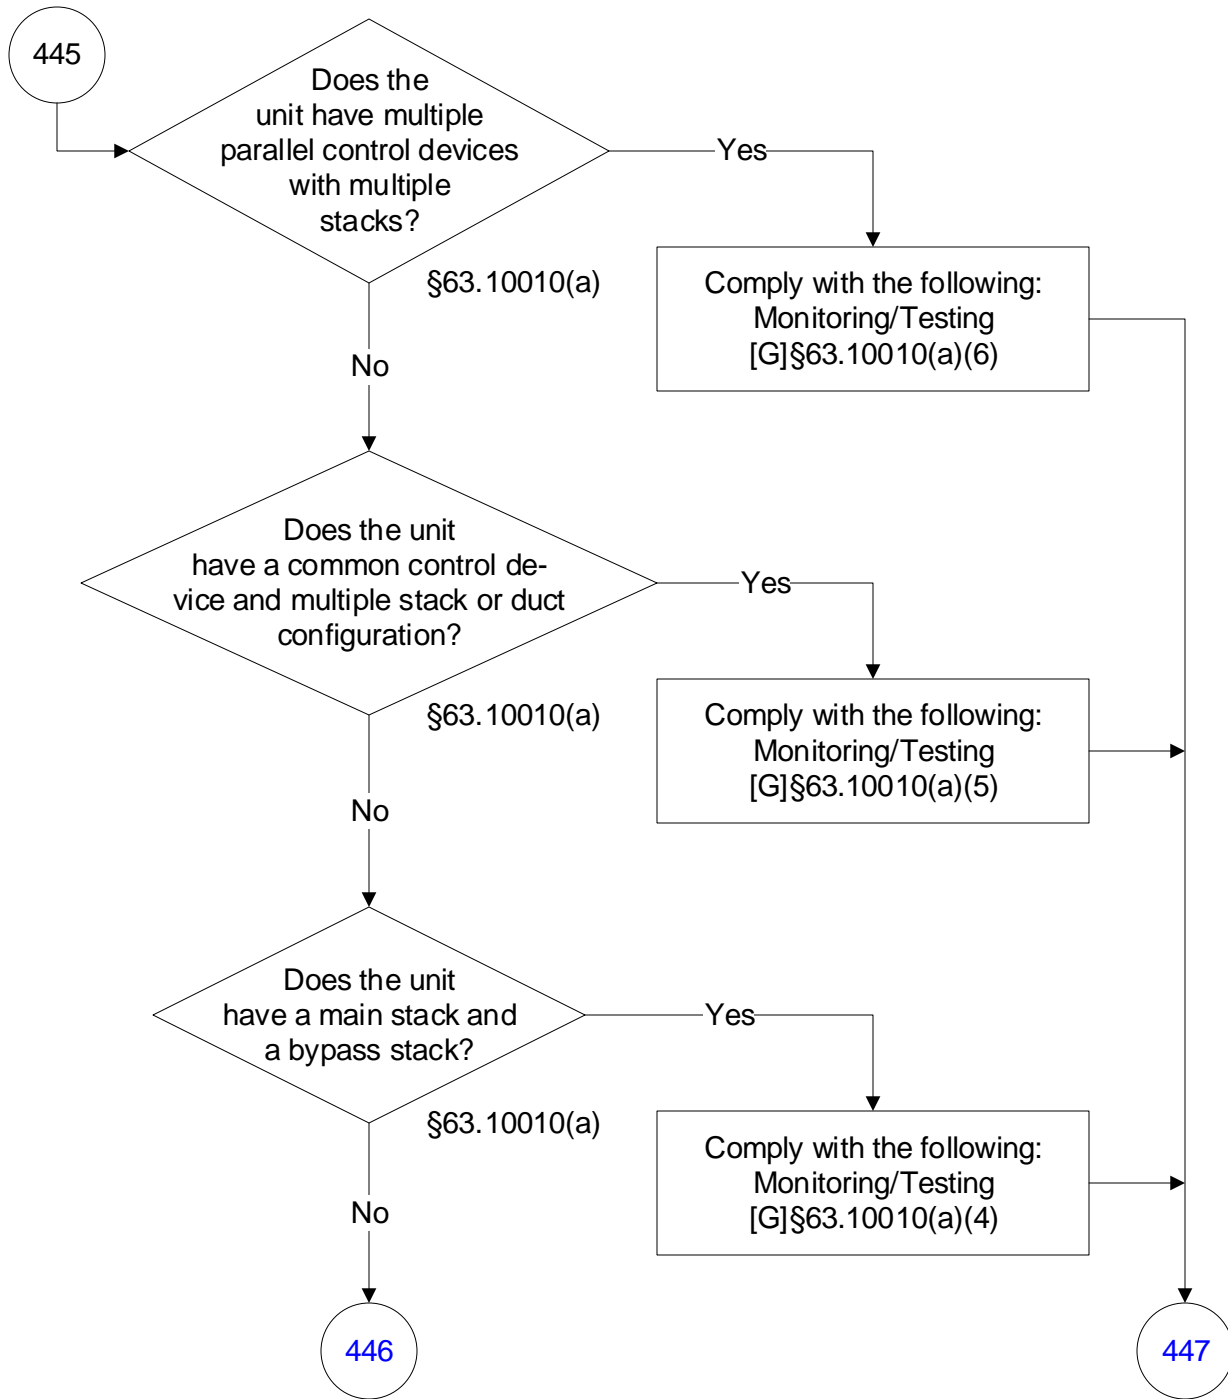 445
Does the
unit have multiple
parallel control devices
with multiple
stacks?
Yes
§63.10010(a)
Comply with the following:
Monitoring/Testing
[G]§63.10010(a)(6)
No
Does the unit
have a common control de-
vice and multiple stack or duct
configuration?
Yes
§63.10010(a)
Comply with the following:
Monitoring/Testing
[G]§63.10010(a)(5)
No
Does the unit
have a main stack and
a bypass stack?
Yes
§63.10010(a)
Comply with the following:
Monitoring/Testing
[G]§63.10010(a)(4)
No
446
447